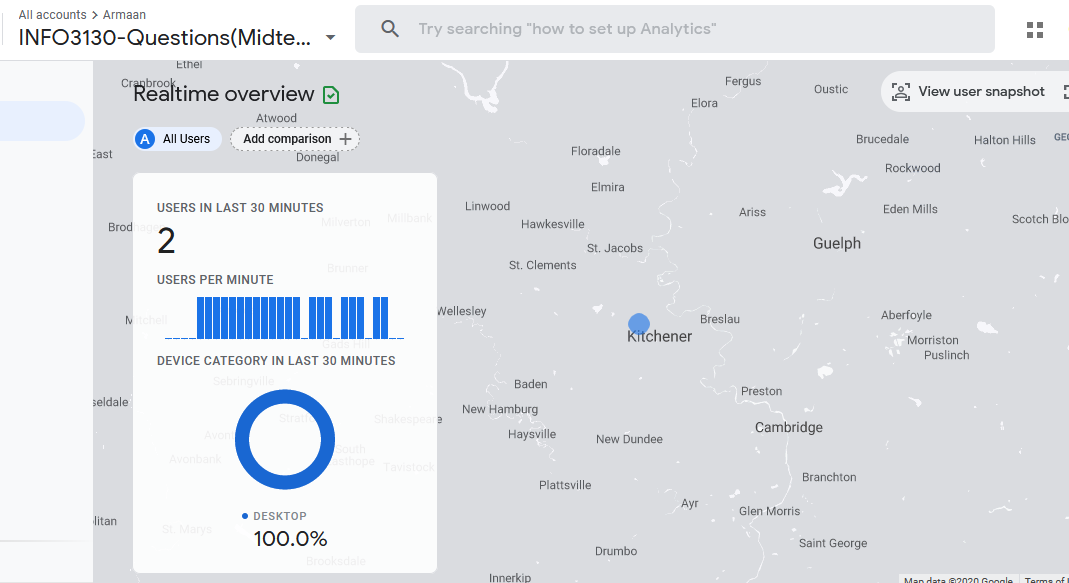 All accounts > Armaan
INFO3130-Questions(Midte...
Try searching "how to set up Analytics"
Realtime overview
View user snapshot
A All Users
Add comparison +
USERS IN LAST 30 MINUTES
2
USERS PER MINUTE
DEVICE CATEGORY IN LAST 30 MINUTES
DESKTOP
100.0%
Ethel
Cranbrook
Atwood
Donegal
East
Milverton
Millbank
Brunner
Mitchell
Sebringville
seldale
Shakespeare
Avonbank
South
Tavistock
litan
St. Marys
Brooksdale
Fergus
Oustic
Elora
Brucedale
Halton Hills
Floradale
Rockwood
Elmira
Linwood
Ariss
Eden Mills
Hawkesville
Scotch Blo
St. Jacobs
Guelph
St. Clements
Wellesley
Breslau
Aberfoyle
Kitchener
Morriston
Puslinch
Baden
Preston
New Hamburg
Cambridge
Haysville
New Dundee
Plattsville
Branchton
Ayr
Glen Morris
Saint George
Drumbo
Innerkip
Map data ©2020 Google
Terms of